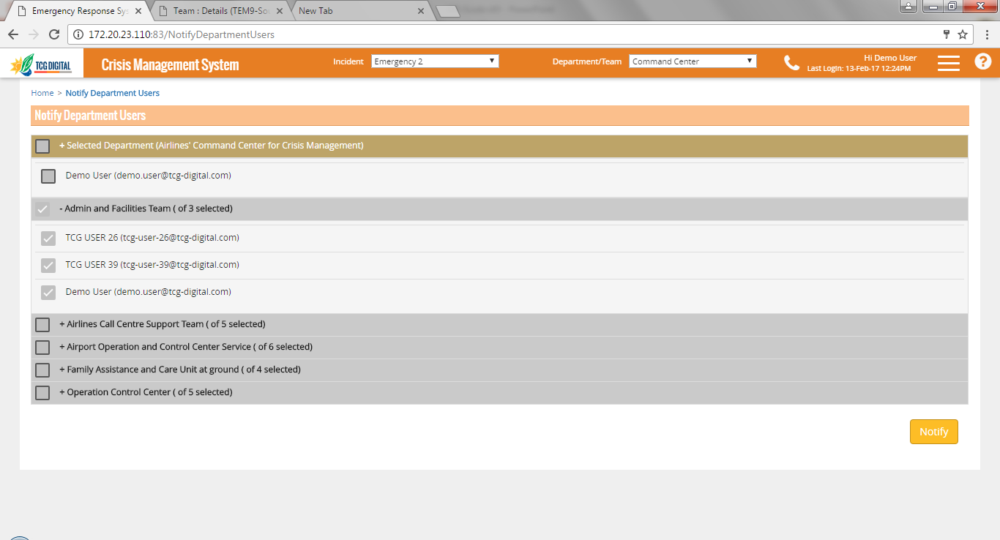 Emergency Response Sys
Team : Details (TEM9-So
New Tab
172.20.23.110:83/NotifyDepartmentUsers
TCG DIGITAL
Crisis Management System
Incident
Emergency 2
Department/Team
Command Center
Hi Demo User
Last Login: 13-Feb-17 12:24PM
?
Home > Notify Department Users
Notify Department Users
+ Selected Department (Airlines' Command Center for Crisis Management)
Demo User (demo.user@tcg-digital.com)
- Admin and Facilities Team ( of 3 selected)
TCG USER 26 (tcg-user-26@tcg-digital.com)
TCG USER 39 (tcg-user-39@tcg-digital.com)
Demo User (demo.user@tcg-digital.com)
+ Airlines Call Centre Support Team ( of 5 selected)
+ Airport Operation and Control Center Service ( of 6 selected)
+ Family Assistance and Care Unit at ground ( of 4 selected)
+ Operation Control Center ( of 5 selected)
Notify